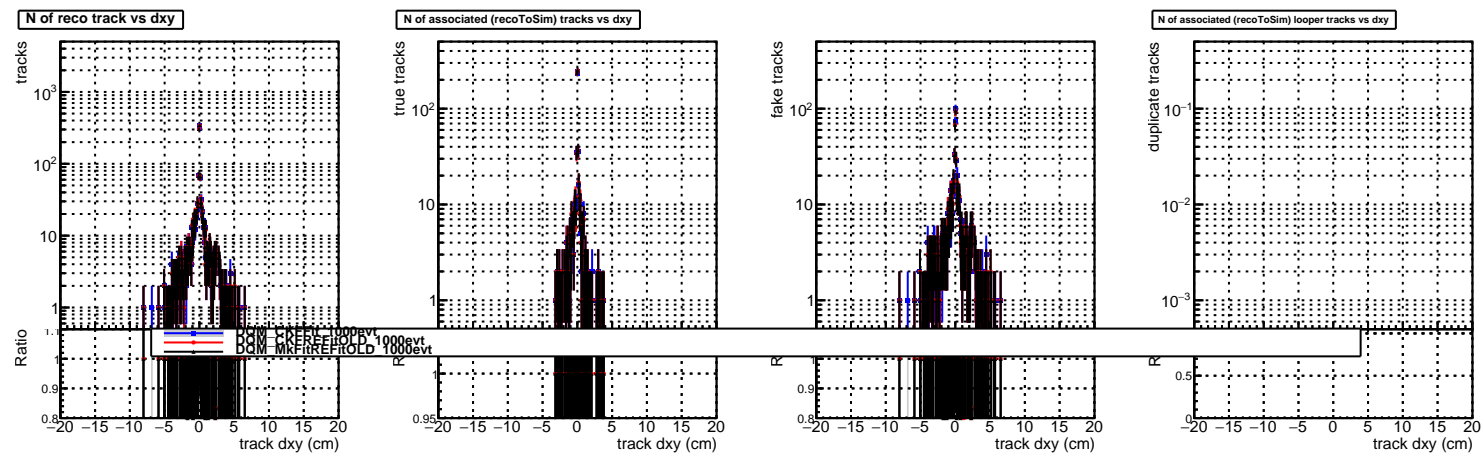 N of reco track vs dxy
N of associated (recoToSim) tracks vs dxy
N of associated (recoToSim) looper tracks vs dxy
tracks
10³
10²
10
1
true tracks
10²
10
1
fake tracks
10²
10
1
duplicate tracks
10⁻¹
10⁻²
10⁻³
DQM_CKFFit_1000evt
DQM_CKFREFitOLD_1000evt
DQM_MkFitREFitOLD_1000evt
Ratio
1.1
1
0.9
0.8
−20 −15 −10 −5 0 5 10 15 20
track dxy (cm)
1
0.95
−20 −15 −10 −5 0 5 10 15 20
track dxy (cm)
1
0.9
0.8
−20 −15 −10 −5 0 5 10 15 20
track dxy (cm)
0.5
0
−20 −15 −10 −5 0 5 10 15 20
track dxy (cm)